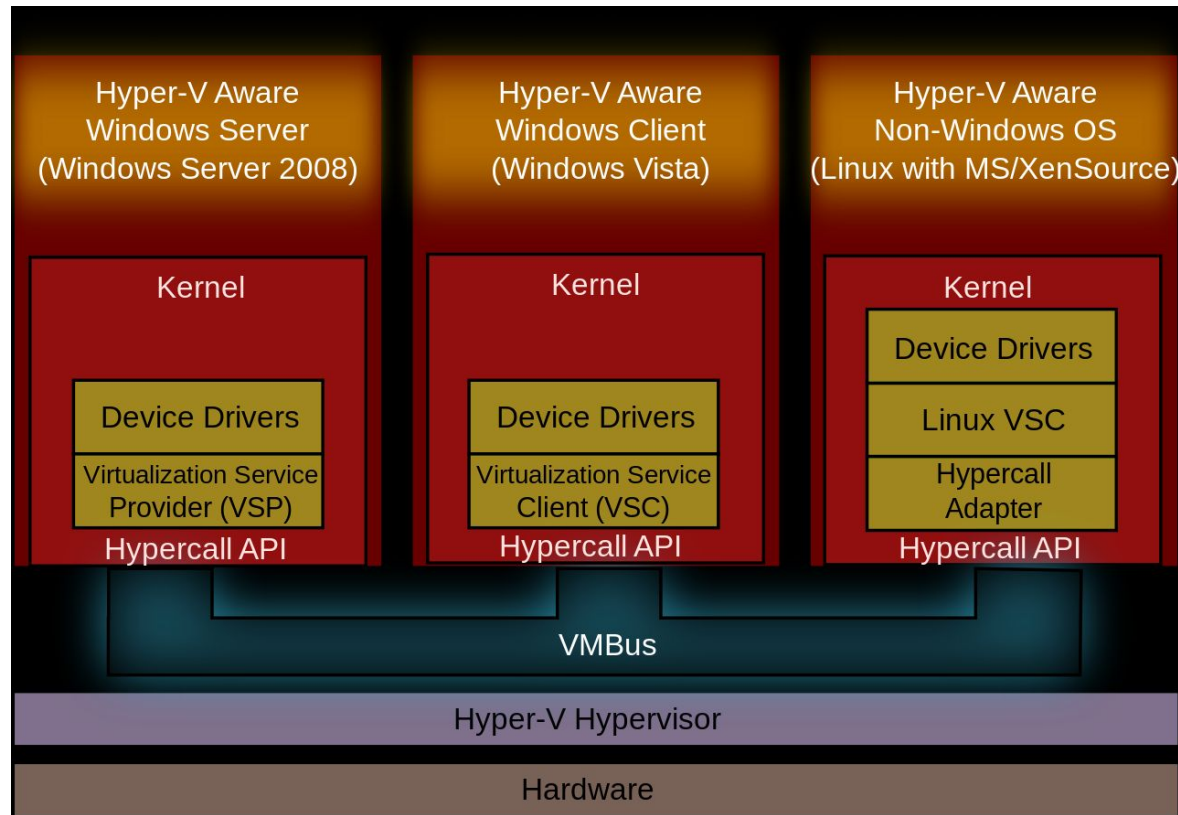 Hyper-V Aware
Windows Server
(Windows Server 2008)
Kernel
Device Drivers
Virtualization Service
Provider (VSP)
Hypercall API
Hyper-V Aware
Windows Client
(Windows Vista)
Kernel
Device Drivers
Virtualization Service
Client (VSC)
Hypercall API
Hyper-V Aware
Non-Windows OS
(Linux with MS/XenSource)
Kernel
Device Drivers
Linux VSC
Hypercall
Adapter
Hypercall API
VMBus
Hyper-V Hypervisor
Hardware